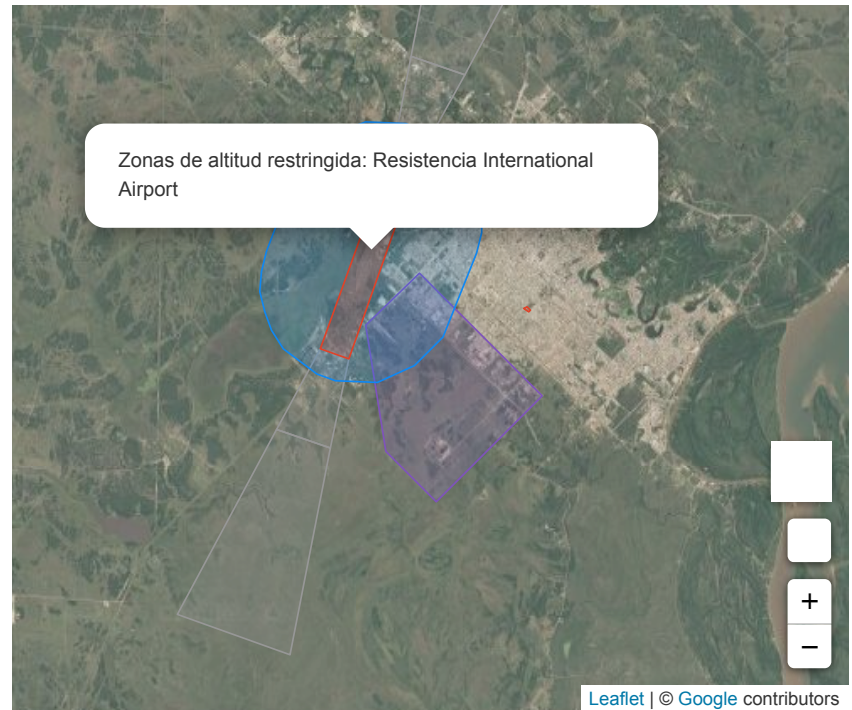 Zonas de altitud restringida: Resistencia International
Airport
+
−
Leaflet | © Google contributors